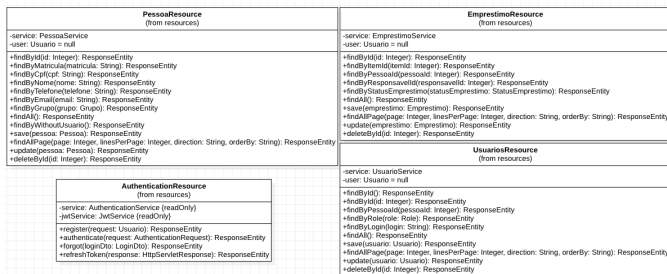 PessoaResource
(from resources)
-service: PessoaService
-user: Usuario = null
+findById(id: Integer): ResponseEntity
+findByMatricula(matricula: String): ResponseEntity
+findByCpf(cpf: String): ResponseEntity
+findByNome(nome: String): ResponseEntity
+findByTelefone(telefone: String): ResponseEntity
+findByEmail(email: String): ResponseEntity
+findByGrupo(grupo: Grupo): ResponseEntity
+findAll(): ResponseEntity
+findByWithoutUsuario(): ResponseEntity
+save(pessoa: Pessoa): ResponseEntity
+findAllPage(page: Integer, linesPerPage: Integer, direction: String, orderBy: String): ResponseEntity
+update(pessoa: Pessoa): ResponseEntity
+deleteById(id: Integer): ResponseEntity
AuthenticationResource
(from resources)
-service: AuthenticationService {readOnly}
-jwtService: JwtService {readOnly}
+register(request: Usuario): ResponseEntity
+authenticate(request: AuthenticationRequest): ResponseEntity
+forgot(loginDto: LoginDto): ResponseEntity
+refreshToken(response: HttpServletResponse): ResponseEntity
EmprestimoResource
(from resources)
-service: EmprestimoService
-user: Usuario = null
+findById(id: Integer): ResponseEntity
+findByItemId(itemId: Integer): ResponseEntity
+findByPessoaId(pessoaId: Integer): ResponseEntity
+findByResponsavelId(responsavelId: Integer): ResponseEntity
+findByStatusEmprestimo(statusEmprestimo: StatusEmprestimo): ResponseEntity
+findAll(): ResponseEntity
+save(emprestimo: Emprestimo): ResponseEntity
+findAllPage(page: Integer, linesPerPage: Integer, direction: String, orderBy: String): ResponseEntity
+update(emprestimo: Emprestimo): ResponseEntity
+deleteById(id: Integer): ResponseEntity
UsuariosResource
(from resources)
-service: UsuarioService
-user: Usuario = null
+findById(): ResponseEntity
+findById(id: Integer): ResponseEntity
+findByPessoaId(pessoaId: Integer): ResponseEntity
+findByRole(role: Role): ResponseEntity
+findByLogin(login: String): ResponseEntity
+findAll(): ResponseEntity
+save(usuario: Usuario): ResponseEntity
+findAllPage(page: Integer, linesPerPage: Integer, direction: String, orderBy: String): ResponseEntity
+update(usuario: Usuario): ResponseEntity
+deleteById(id: Integer): ResponseEntity